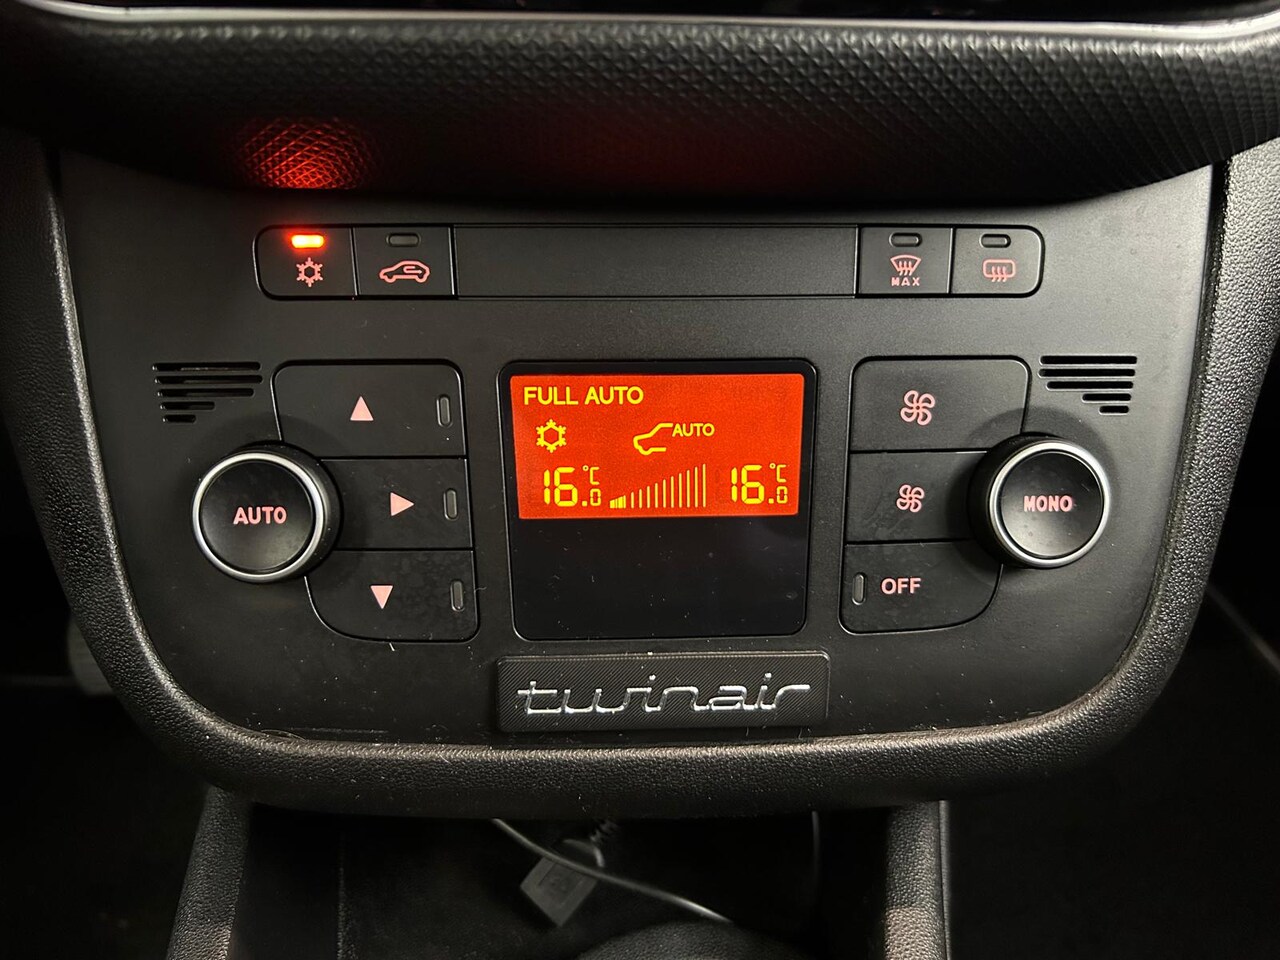 MAX
FULL AUTO
AUTO
16.0 °C 16.0 °C
AUTO
MONO
OFF
twinair